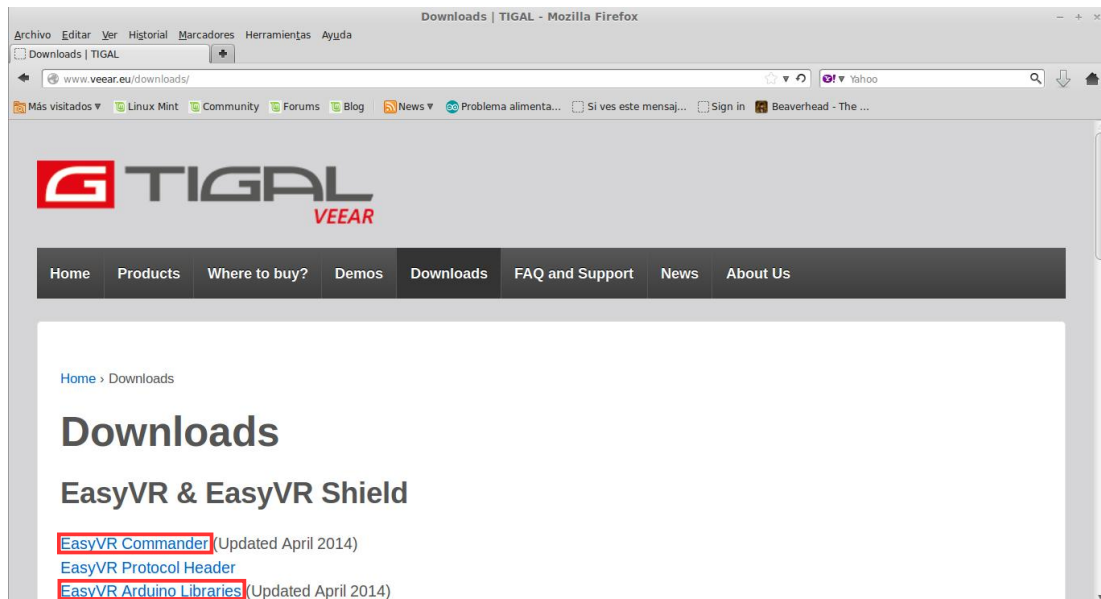 Downloads | TIGAL - Mozilla Firefox
Archivo Editar Ver Historial Marcadores Herramientas Ayuda
Downloads | TIGAL
www.veear.eu/downloads/
Yahoo
Más visitados Linux Mint Community Forums Blog News Problema alimenta... Si ves este mensaj... Sign in Beaverhead - The ...
G TIGAL
VEEAR
Home Products Where to buy? Demos Downloads FAQ and Support News About Us
Home › Downloads
Downloads
EasyVR & EasyVR Shield
EasyVR Commander (Updated April 2014)
EasyVR Protocol Header
EasyVR Arduino Libraries (Updated April 2014)